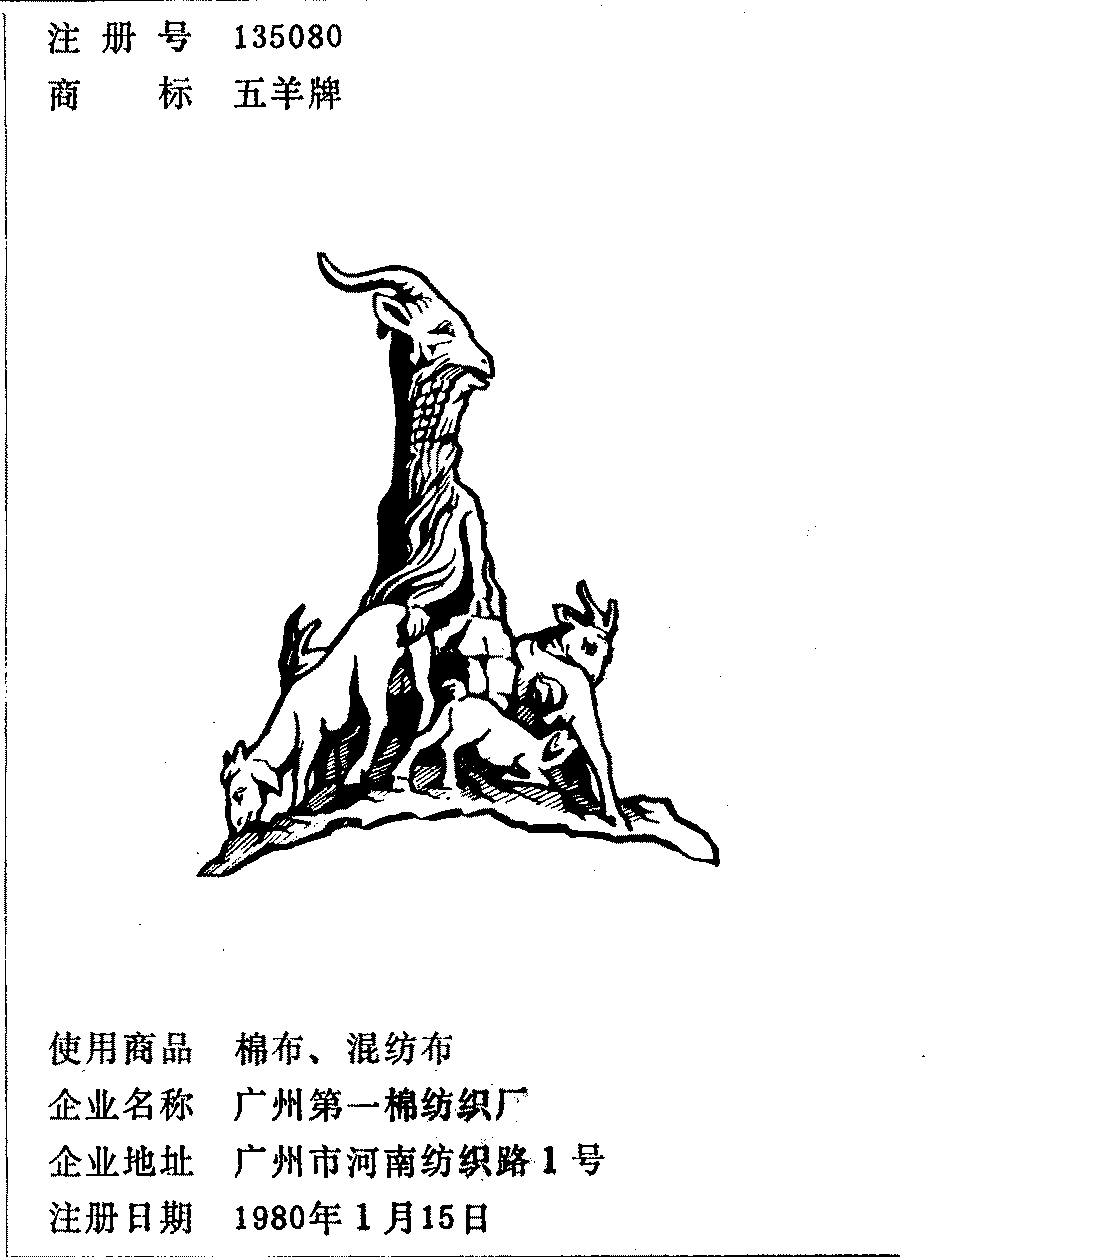 注册号 135080
商标 五羊牌
使用商品 棉布、混纺布
企业名称 广州第一棉纺织厂
企业地址 广州市河南纺织路1号
注册日期 1980年1月15日